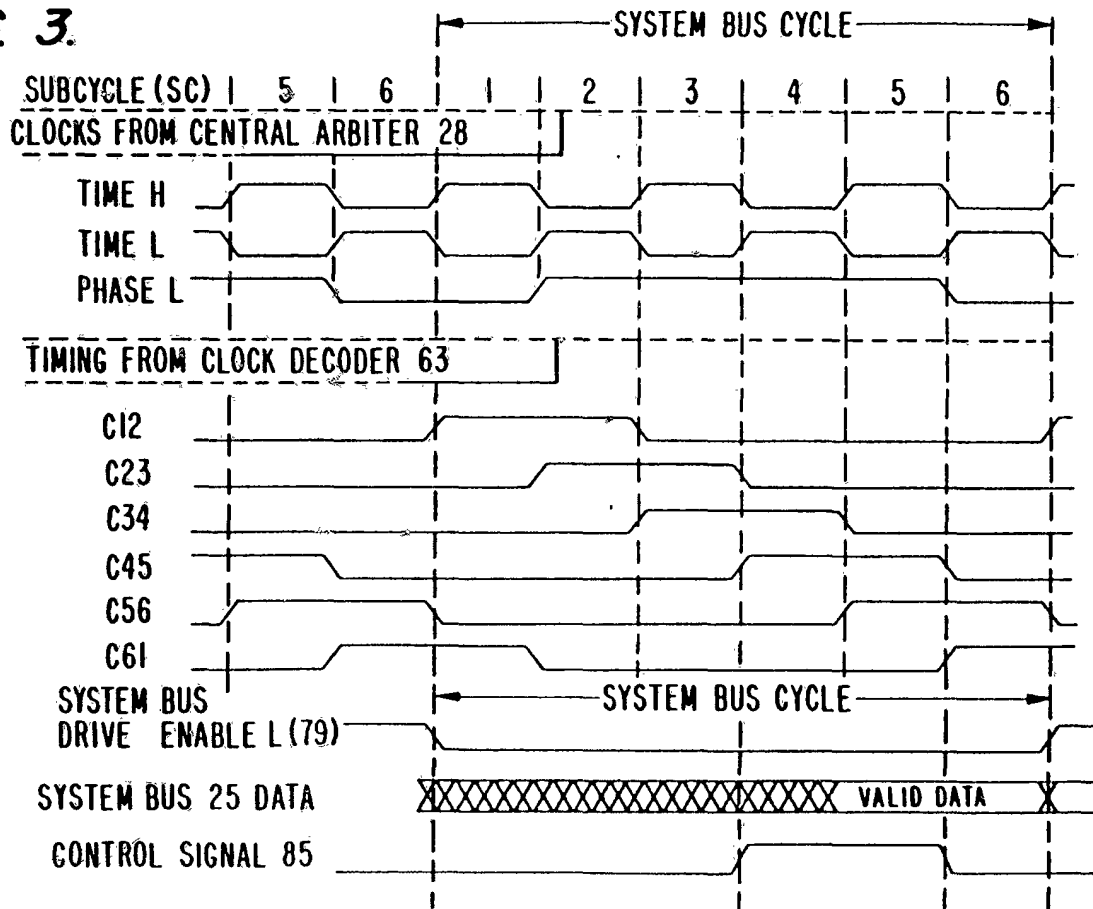 3.
SYSTEM BUS CYCLE
SUBCYCLE (SC) 5 6 1 2 3 4 5 6
CLOCKS FROM CENTRAL ARBITER 28
TIME H
TIME L
PHASE L
TIMING FROM CLOCK DECODER 63
C12
C23
C34
C45
C56
C61
SYSTEM BUS CYCLE
SYSTEM BUS
DRIVE ENABLE L (79)
SYSTEM BUS 25 DATA VALID DATA
CONTROL SIGNAL 85